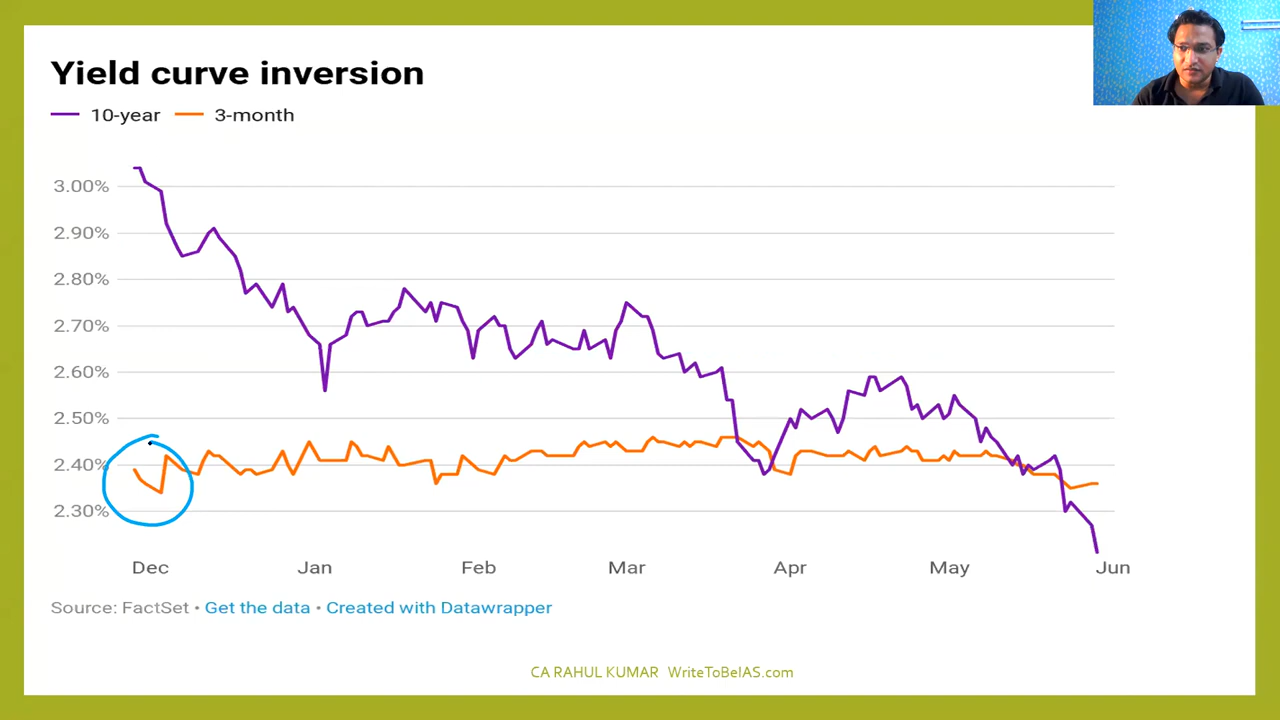 Yield curve inversion
10-year 3-month
3.00%
2.90%
2.80%
2.70%
2.60%
2.50%
2.40%
2.30%
Dec Jan Feb Mar Apr May Jun
Source: FactSet • Get the data • Created with Datawrapper
CA RAHUL KUMAR WriteToBeIAS.com